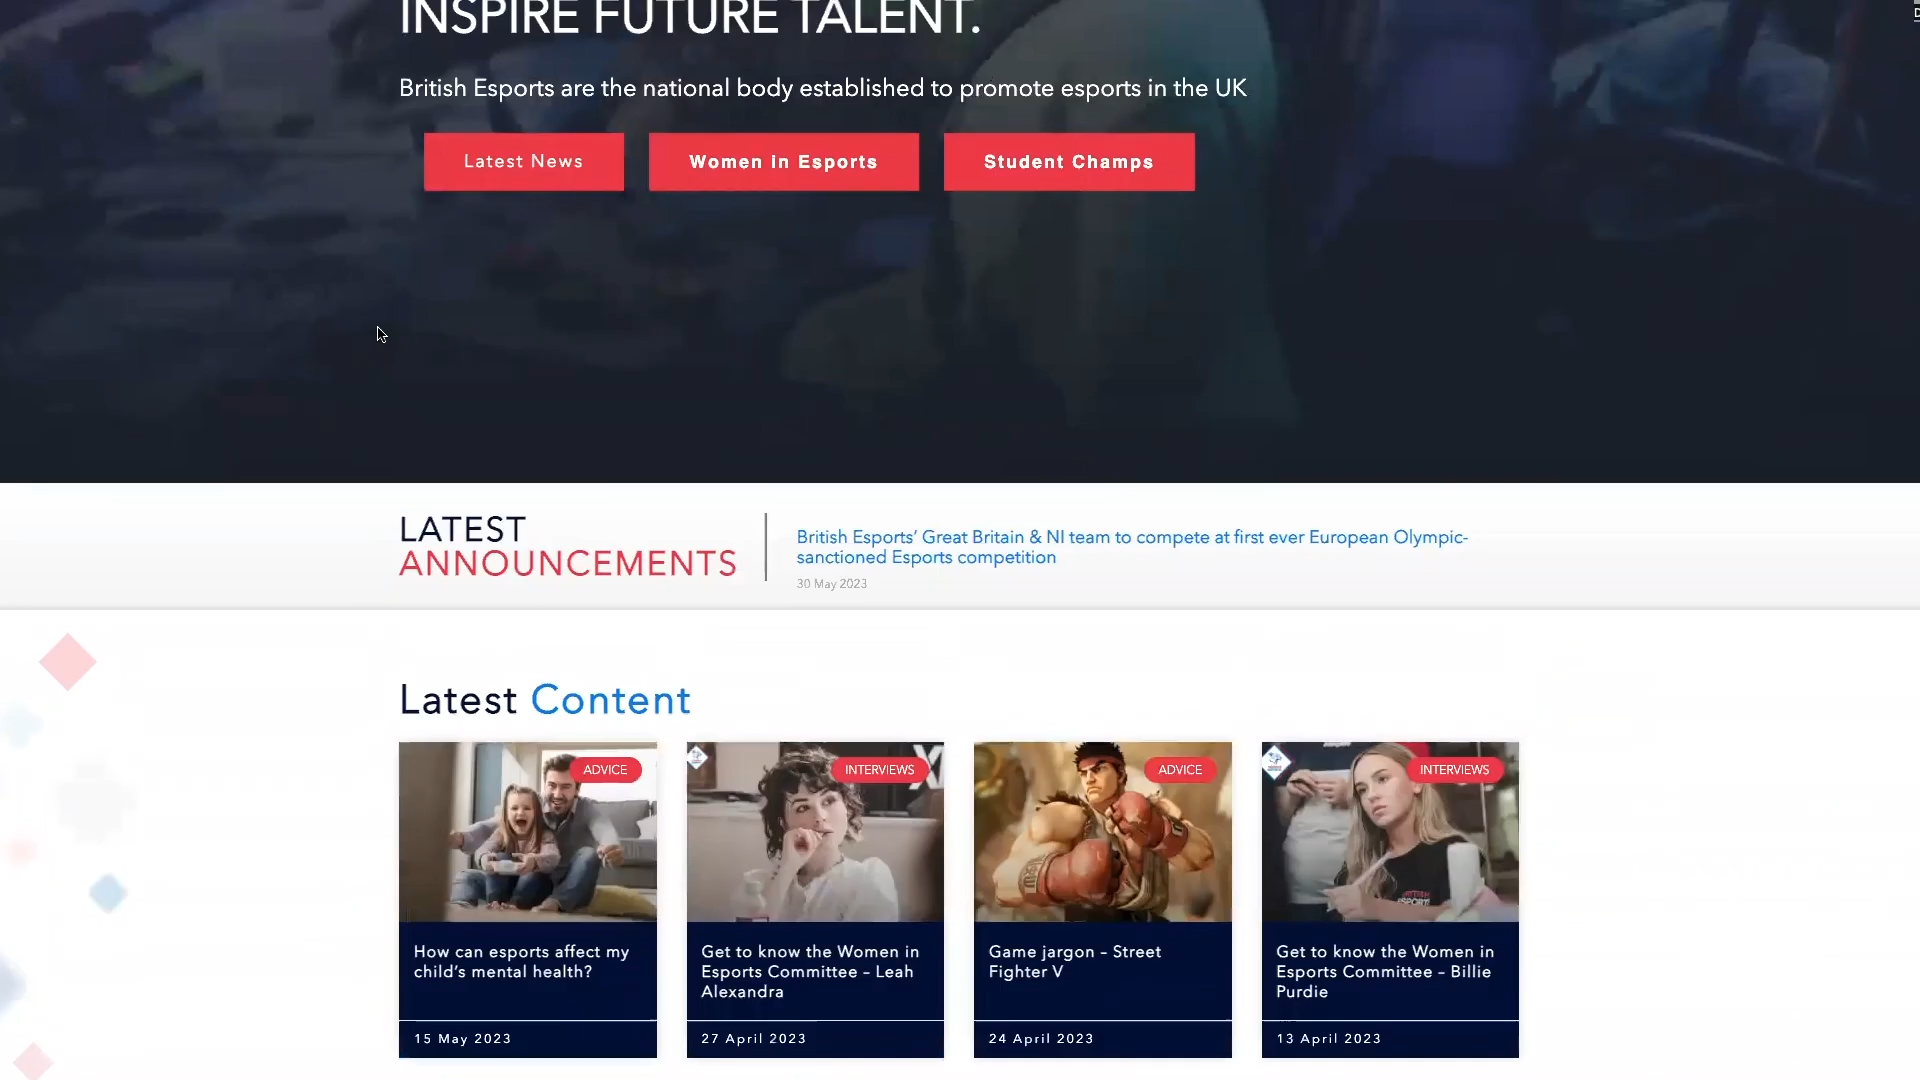 INSPIRE FUTURE TALENT.
British Esports are the national body established to promote esports in the UK
Latest News
Women in Esports
Student Champs
LATEST
ANNOUNCEMENTS
British Esports’ Great Britain & NI team to compete at first ever European Olympic-
sanctioned Esports competition
30 May 2023
Latest Content
ADVICE
How can esports affect my
child’s mental health?
15 May 2023
INTERVIEWS
Get to know the Women in
Esports Committee – Leah
Alexandra
27 April 2023
ADVICE
Game jargon – Street
Fighter V
24 April 2023
INTERVIEWS
Get to know the Women in
Esports Committee – Billie
Purdie
13 April 2023